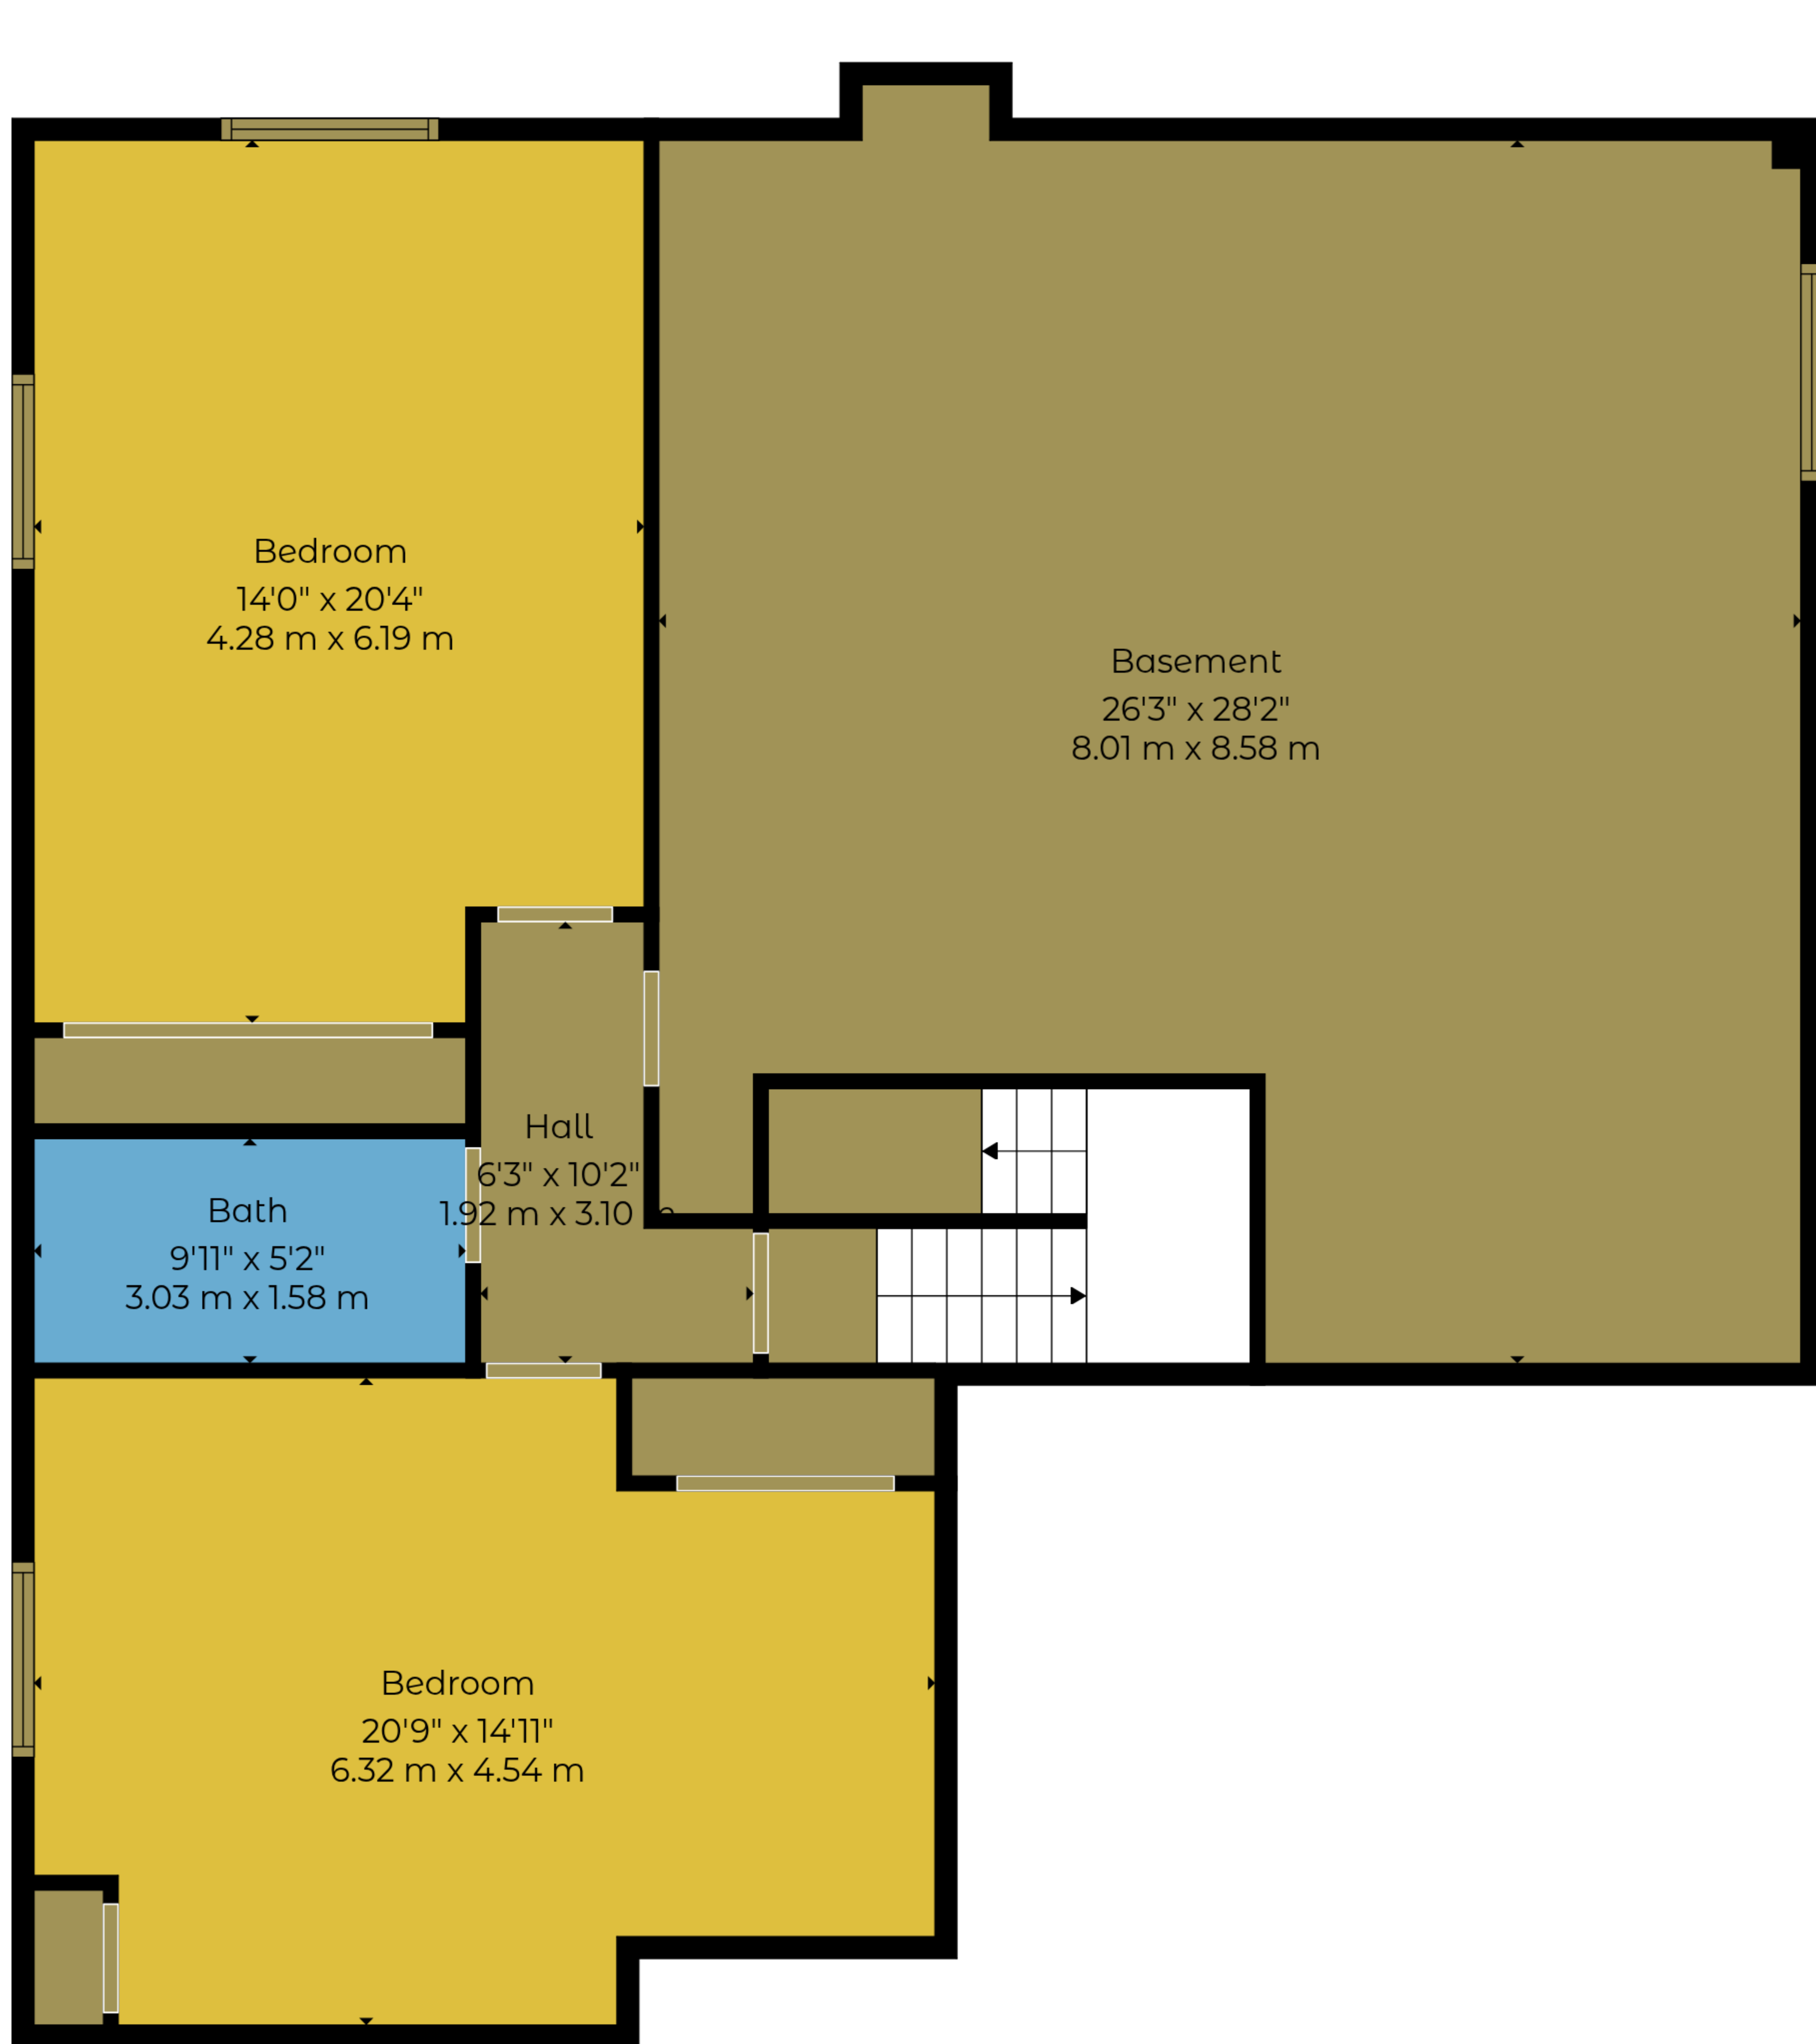 Bedroom
14'0" x 20'4"
4.28 m x 6.19 m
Basement
26'3" x 28'2"
8.01 m x 8.58 m
Hall
6'3" x 10'2"
1.92 m x 3.10 m
Bath
9'11" x 5'2"
3.03 m x 1.58 m
Bedroom
20'9" x 14'11"
6.32 m x 4.54 m